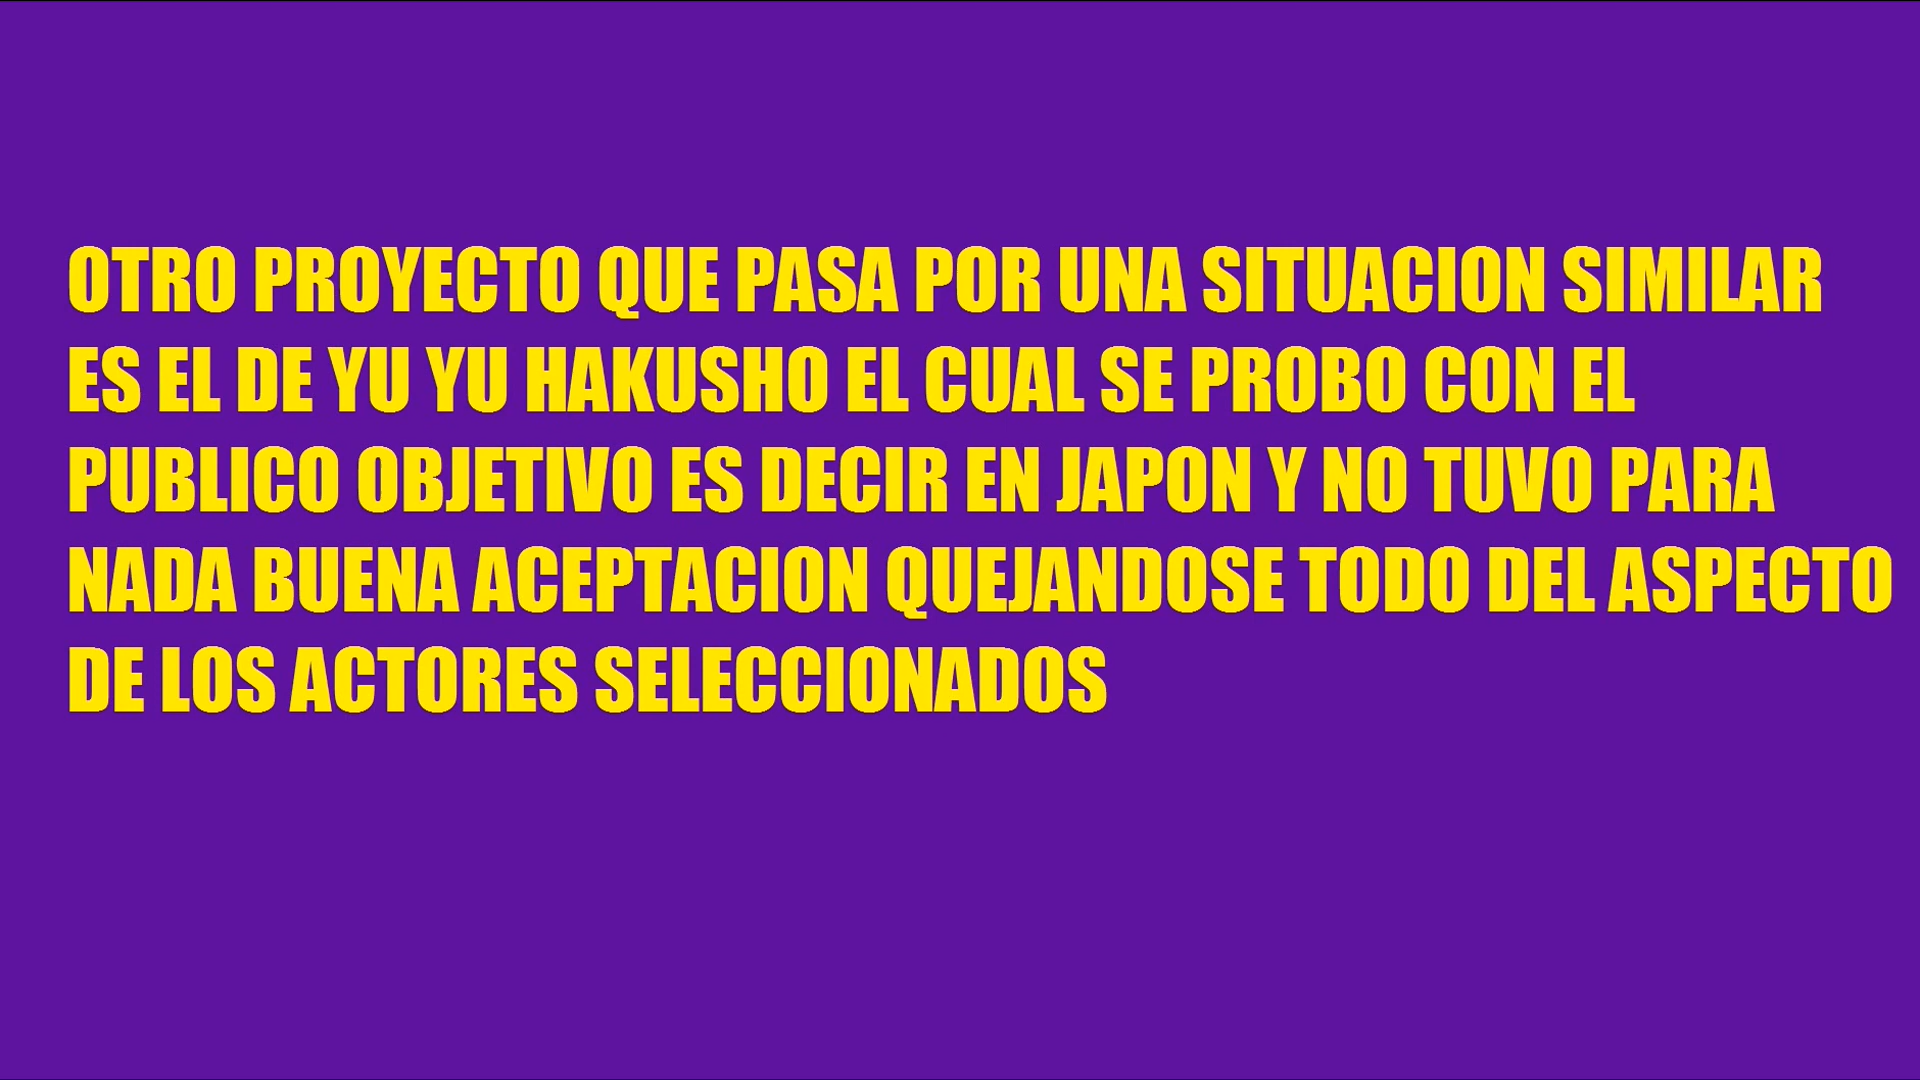 OTRO PROYECTO QUE PASA POR UNA SITUACION SIMILAR
ES EL DE YU YU HAKUSHO EL CUAL SE PROBO CON EL
PUBLICO OBJETIVO ES DECIR EN JAPON Y NO TUVO PARA
NADA BUENA ACEPTACION QUEJANDOSE TODO DEL ASPECTO
DE LOS ACTORES SELECCIONADOS